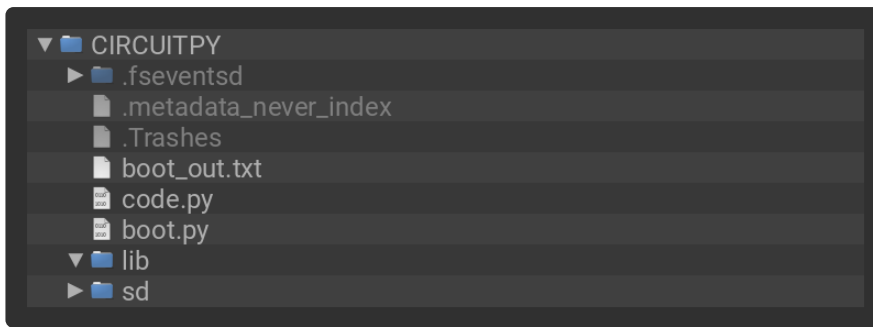 CIRCUITPY
.fseventsd
.metadata_never_index
.Trashes
boot_out.txt
code.py
boot.py
lib
sd